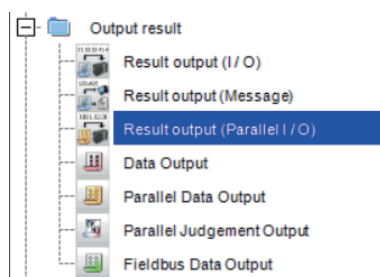 Output result
Result output (I / O)
Result output (Message)
Result output (Parallel I / O)
Data Output
Parallel Data Output
Parallel Judgement Output
Fieldbus Data Output